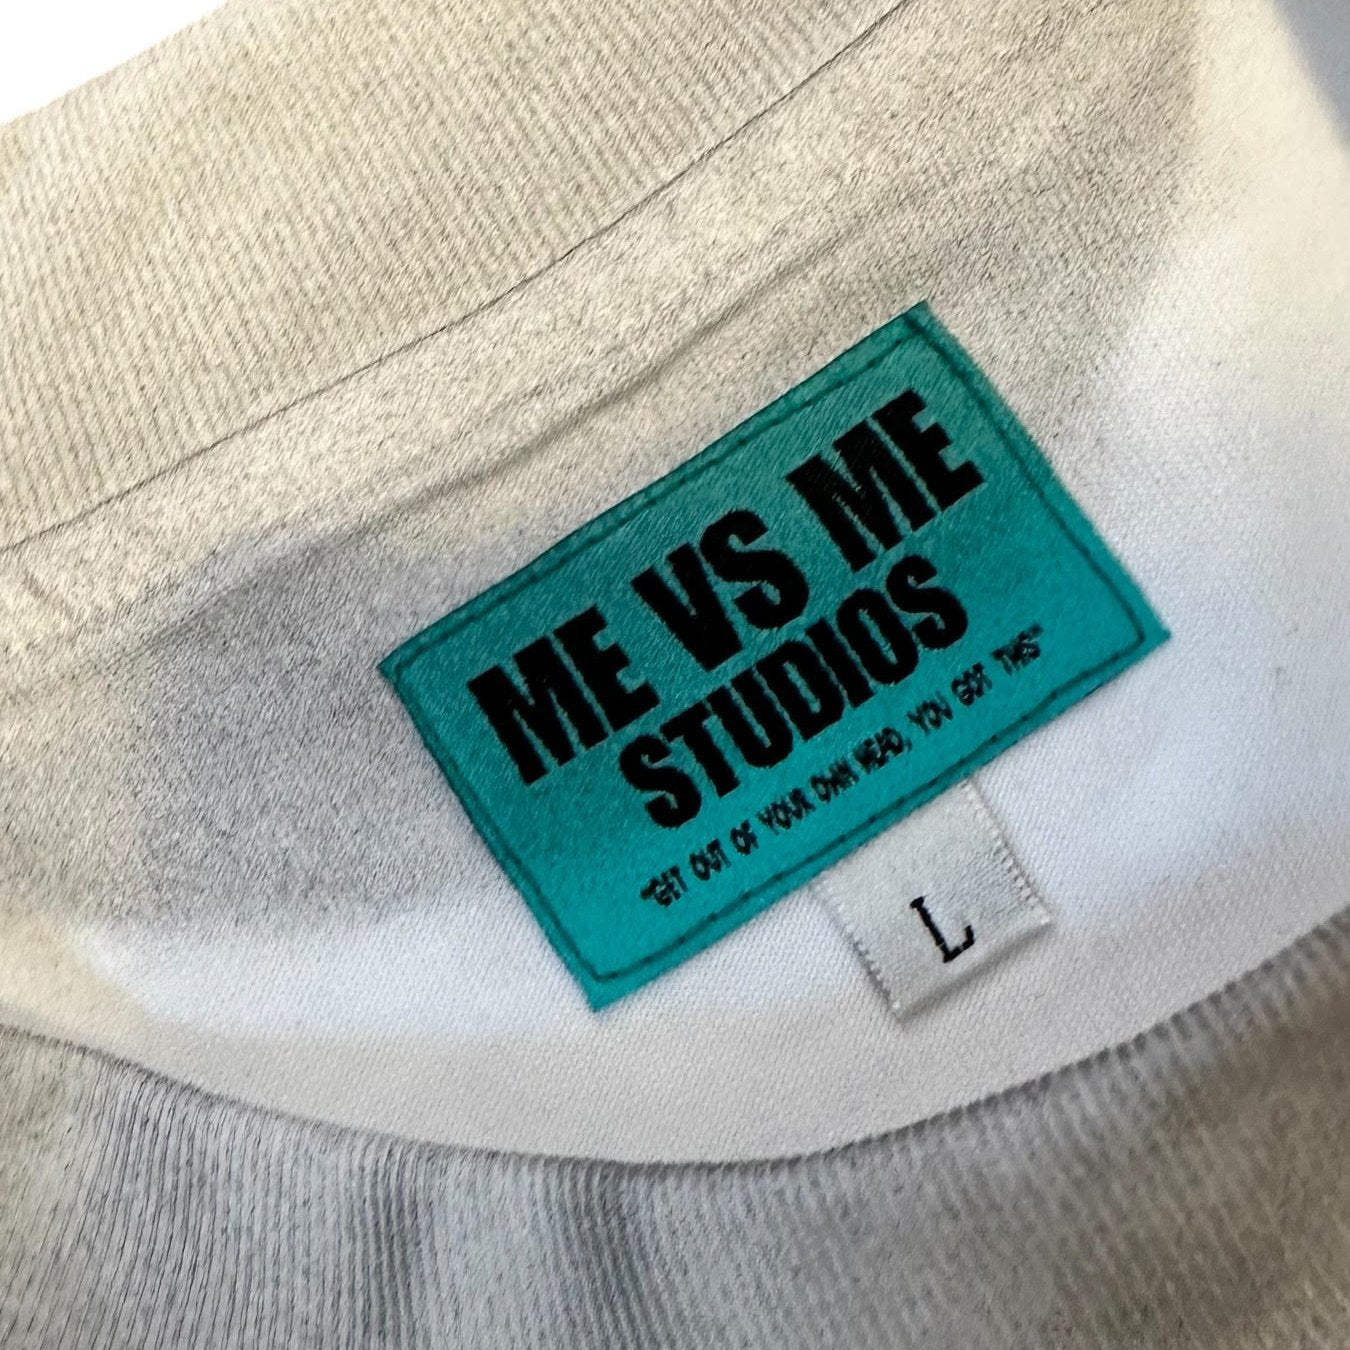 ME VS ME
STUDIOS
"GET OUT OF YOUR OWN HEAD, YOU GOT THIS"
L